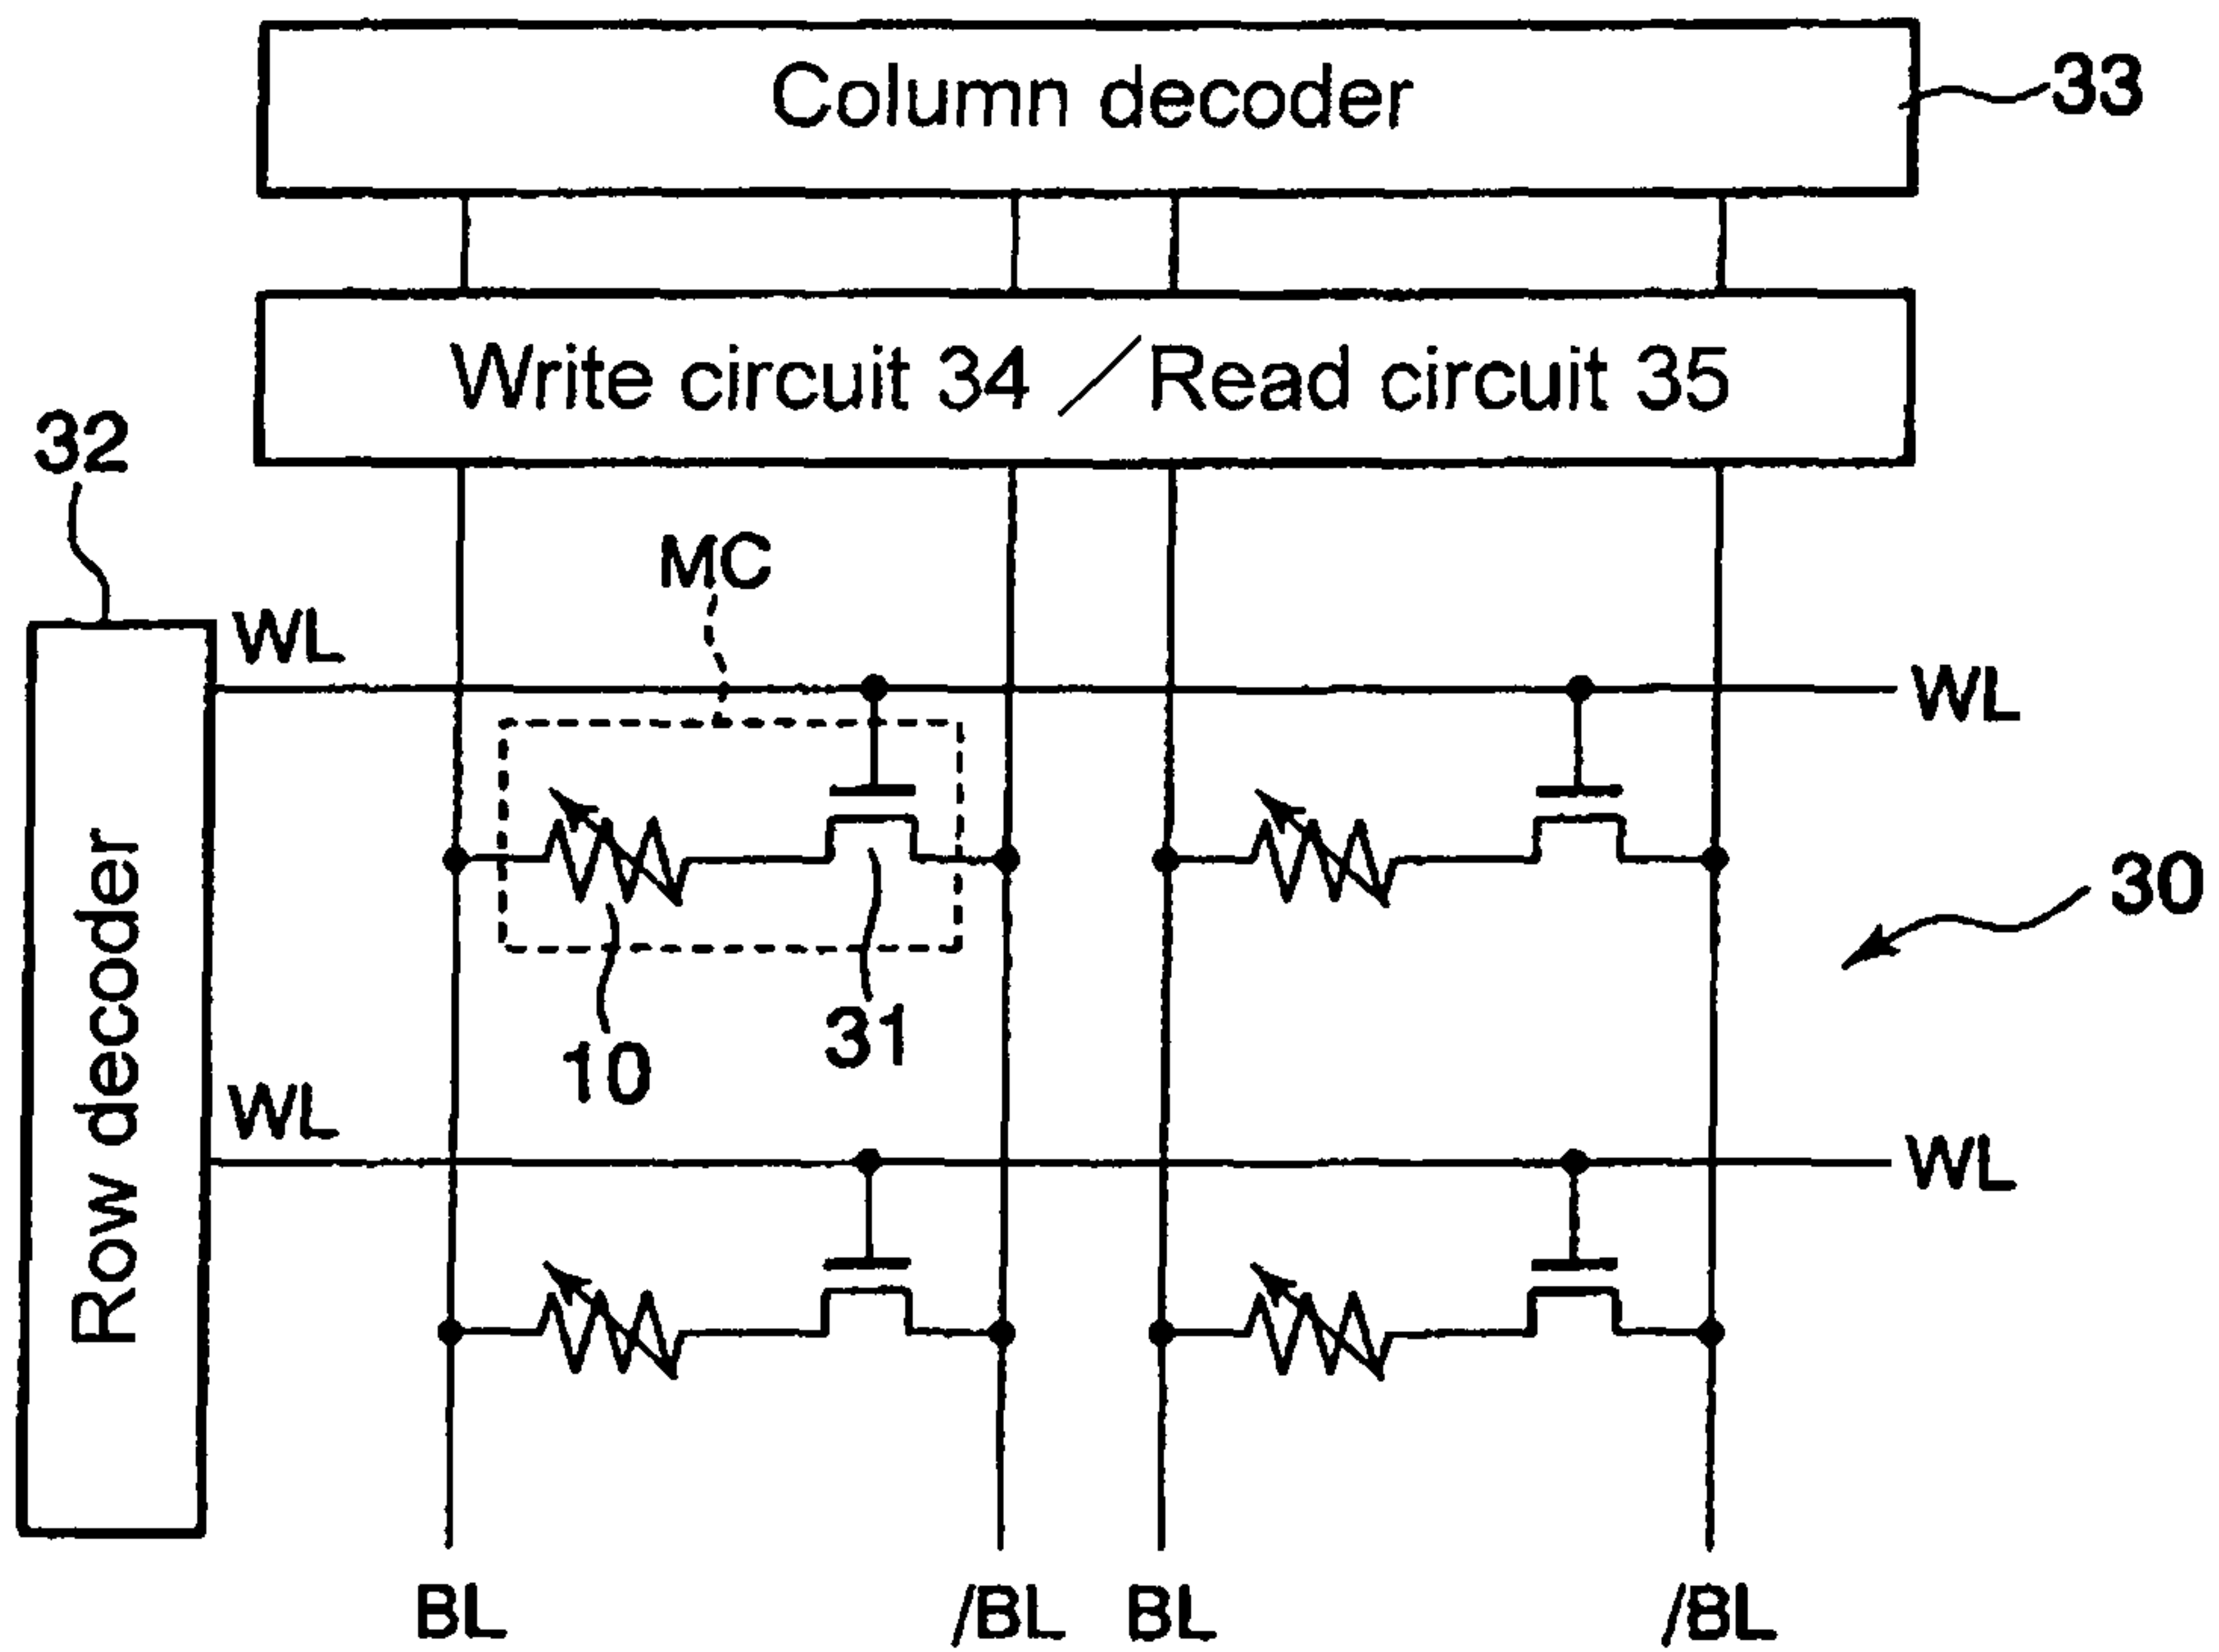 Column decoder
33
Write circuit 34 / Read circuit 35
32
MC
WL
WL
Row decoder
30
10
31
WL
WL
BL
/BL
BL
/BL